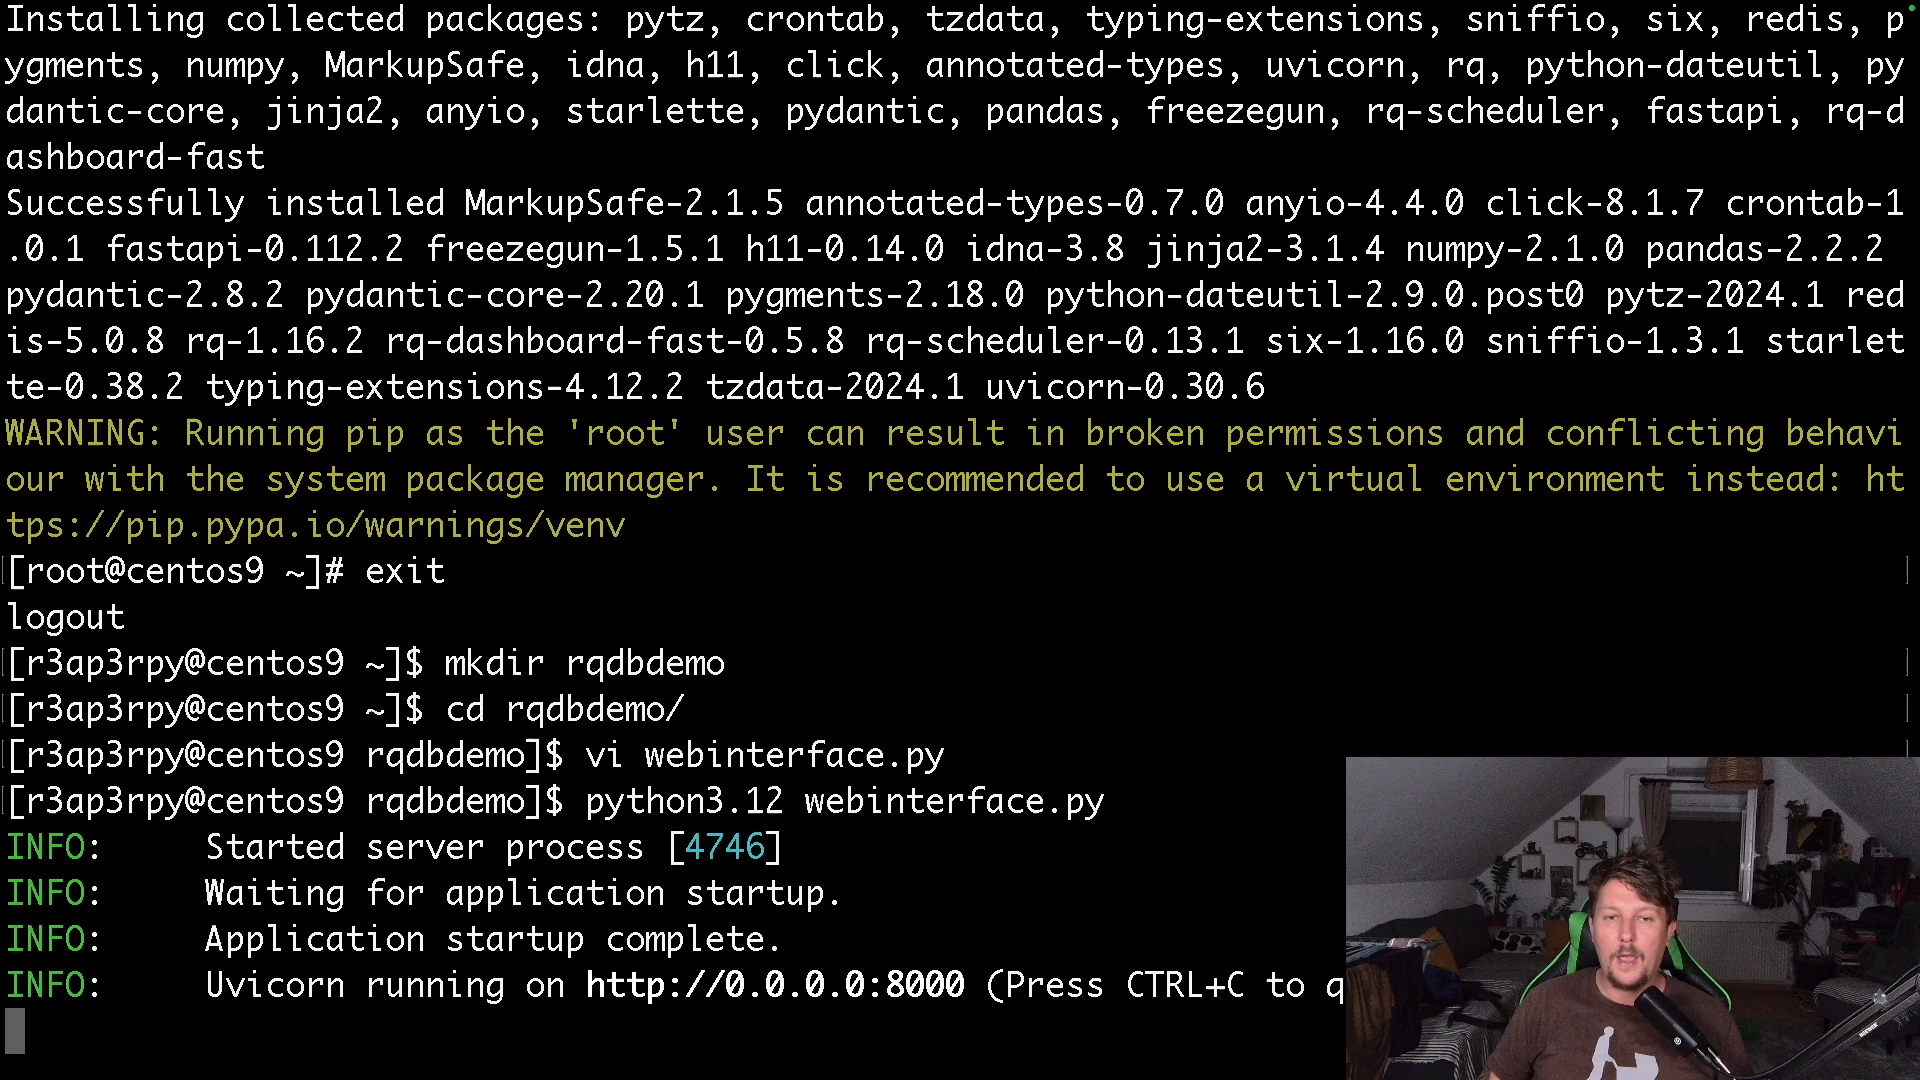 Installing collected packages: pytz, crontab, tzdata, typing-extensions, sniffio, six, redis, p
ygments, numpy, MarkupSafe, idna, h11, click, annotated-types, uvicorn, rq, python-dateutil, py
dantic-core, jinja2, anyio, starlette, pydantic, pandas, freezegun, rq-scheduler, fastapi, rq-d
ashboard-fast
Successfully installed MarkupSafe-2.1.5 annotated-types-0.7.0 anyio-4.4.0 click-8.1.7 crontab-1
.0.1 fastapi-0.112.2 freezegun-1.5.1 h11-0.14.0 idna-3.8 jinja2-3.1.4 numpy-2.1.0 pandas-2.2.2
pydantic-2.8.2 pydantic-core-2.20.1 pygments-2.18.0 python-dateutil-2.9.0.post0 pytz-2024.1 red
is-5.0.8 rq-1.16.2 rq-dashboard-fast-0.5.8 rq-scheduler-0.13.1 six-1.16.0 sniffio-1.3.1 starlet
te-0.38.2 typing-extensions-4.12.2 tzdata-2024.1 uvicorn-0.30.6
WARNING: Running pip as the 'root' user can result in broken permissions and conflicting behavi
our with the system package manager. It is recommended to use a virtual environment instead: ht
tps://pip.pypa.io/warnings/venv
[root@centos9 ~]# exit
logout
[r3ap3rpy@centos9 ~]$ mkdir rqdbdemo
[r3ap3rpy@centos9 ~]$ cd rqdbdemo/
[r3ap3rpy@centos9 rqdbdemo]$ vi webinterface.py
[r3ap3rpy@centos9 rqdbdemo]$ python3.12 webinterface.py
INFO:     Started server process [4746]
INFO:     Waiting for application startup.
INFO:     Application startup complete.
INFO:     Uvicorn running on http://0.0.0.0:8000 (Press CTRL+C to q